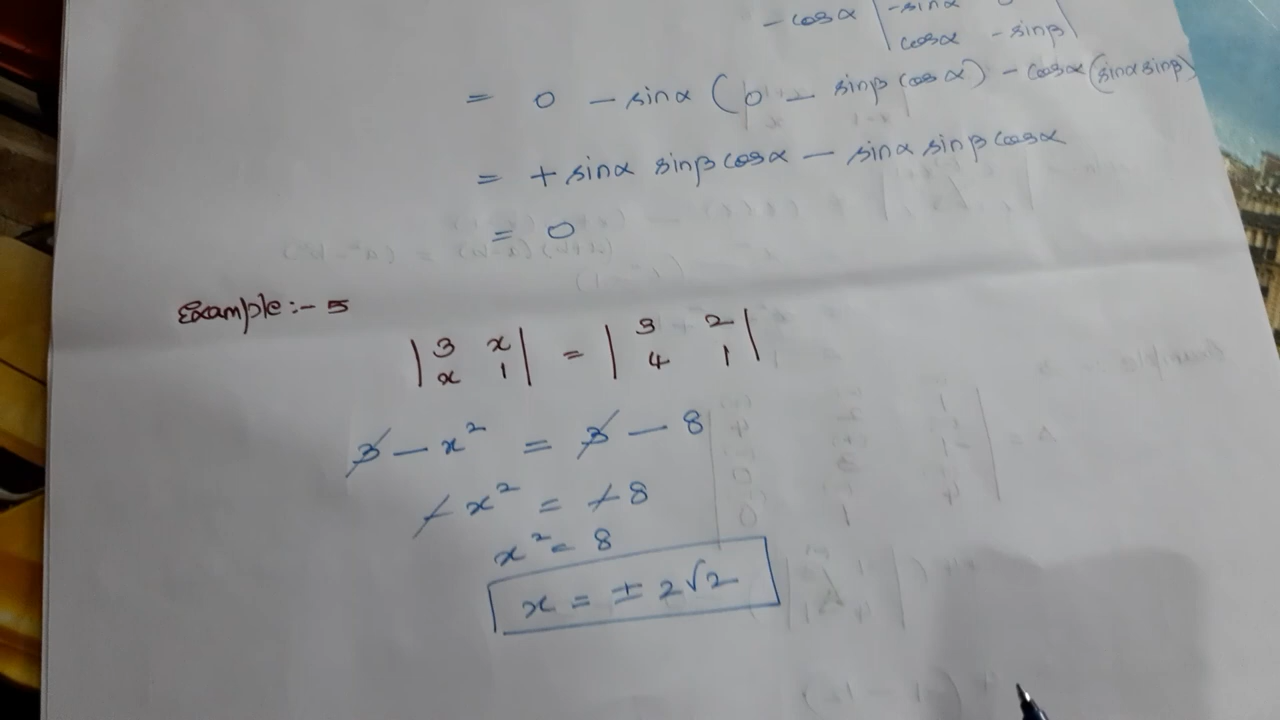 - cosα | -sinα
cosα - sinβ |
= 0 - sinα (0 - sinβ cosα) - cosα (sinα sinβ)
= + sinα sinβ cosα - sinα sinβ cosα
= 0
Example:- 5
| 3 x | = | 3 2 |
| x 1 | | 4 1 |
3 - x² = 3 - 8
- x² = - 8
x² = 8
x = ± 2√2